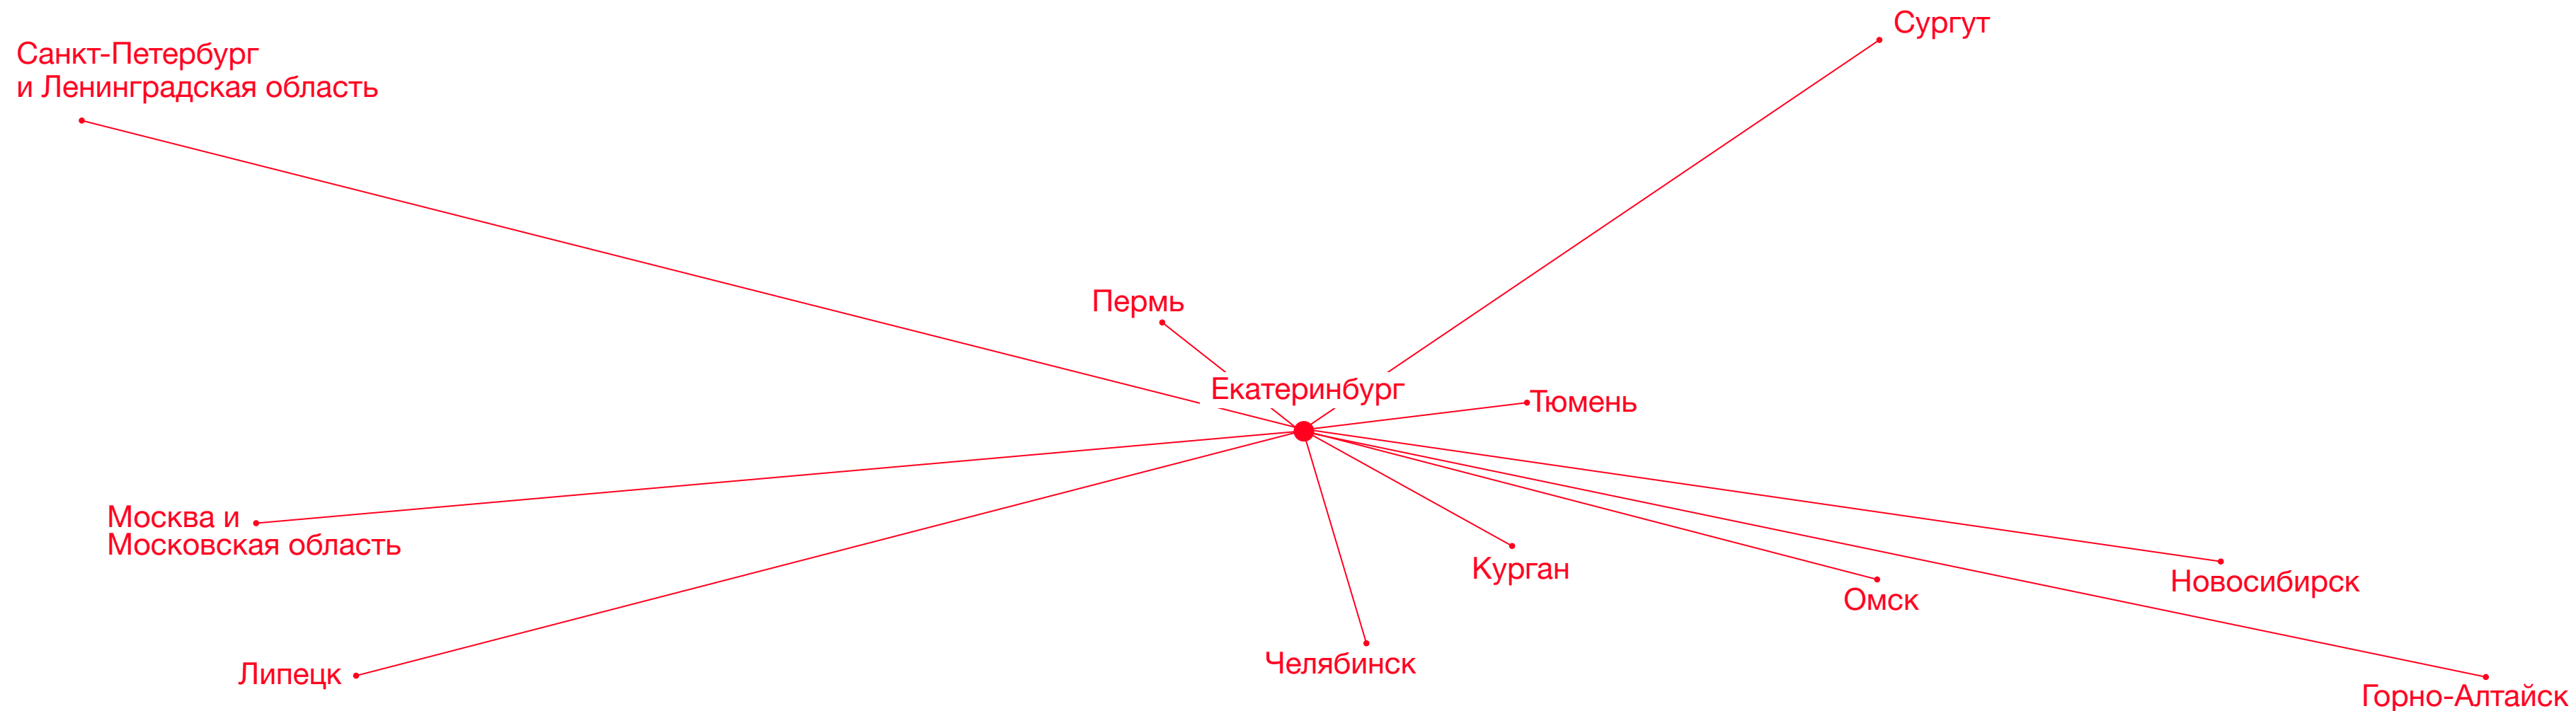 Сургут
Санкт-Петербург
и Ленинградская область
Пермь
Екатеринбург
Тюмень
Москва и
Московская область
Курган
Новосибирск
Омск
Челябинск
Липецк
Горно-Алтайск